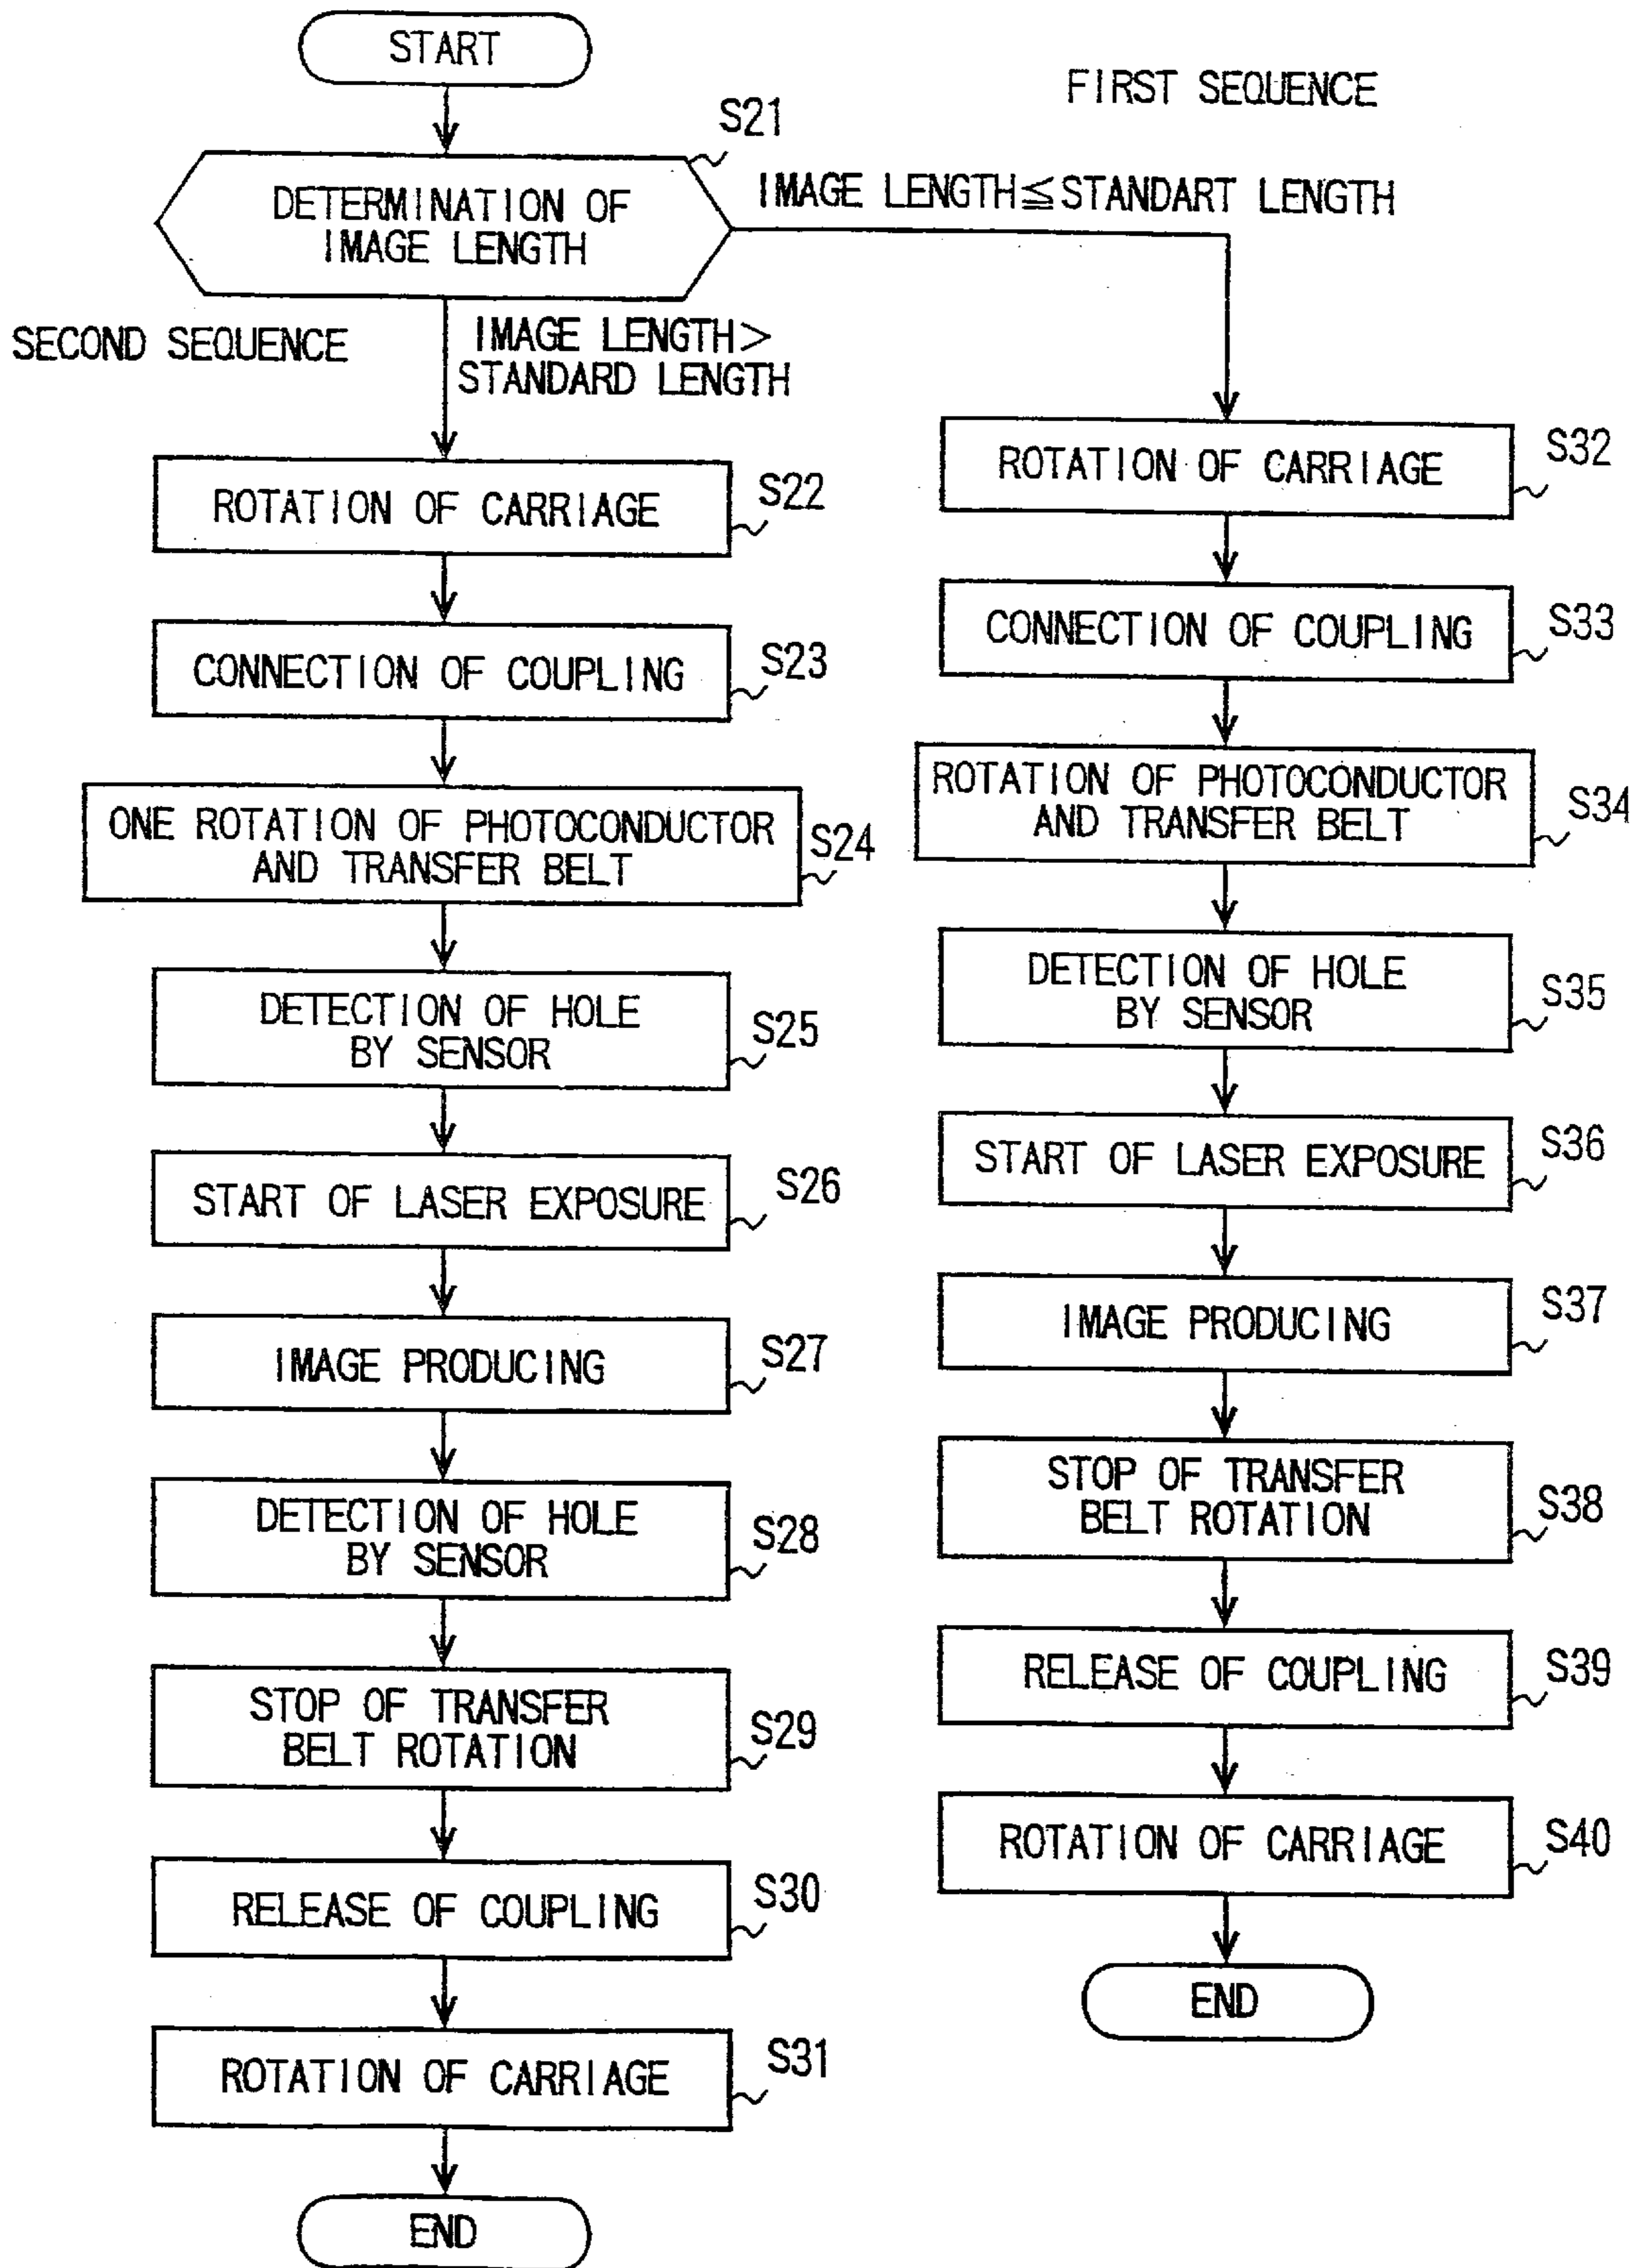 START
FIRST SEQUENCE
S21
DETERMINATION OF
IMAGE LENGTH
IMAGE LENGTH≦STANDART LENGTH
SECOND SEQUENCE
IMAGE LENGTH>
STANDARD LENGTH
ROTATION OF CARRIAGE
S22
CONNECTION OF COUPLING
S23
ONE ROTATION OF PHOTOCONDUCTOR
AND TRANSFER BELT
S24
DETECTION OF HOLE
BY SENSOR
S25
START OF LASER EXPOSURE
S26
IMAGE PRODUCING
S27
DETECTION OF HOLE
BY SENSOR
S28
STOP OF TRANSFER
BELT ROTATION
S29
RELEASE OF COUPLING
S30
ROTATION OF CARRIAGE
S31
END
ROTATION OF CARRIAGE
S32
CONNECTION OF COUPLING
S33
ROTATION OF PHOTOCONDUCTOR
AND TRANSFER BELT
S34
DETECTION OF HOLE
BY SENSOR
S35
START OF LASER EXPOSURE
S36
IMAGE PRODUCING
S37
STOP OF TRANSFER
BELT ROTATION
S38
RELEASE OF COUPLING
S39
ROTATION OF CARRIAGE
S40
END